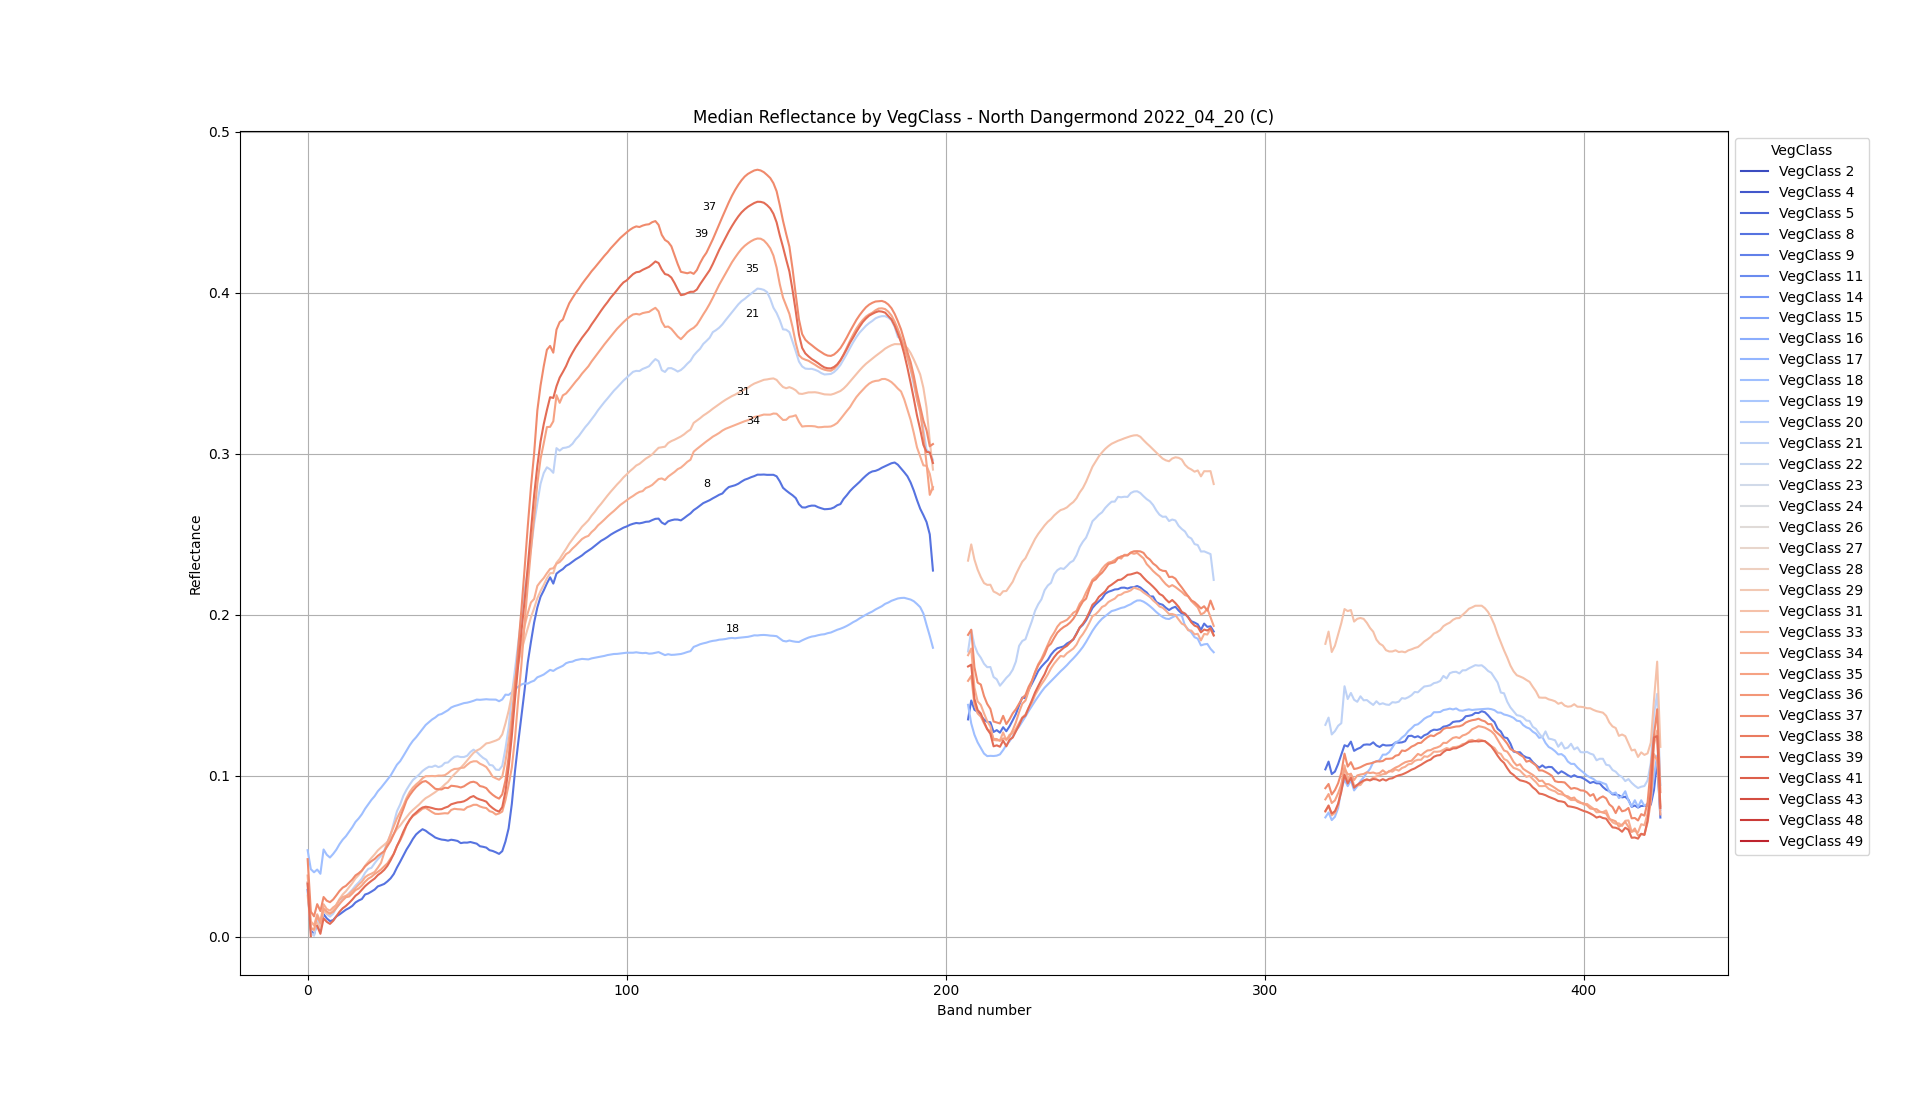 Median Reflectance by VegClass - North Dangermond 2022_04_20 (C)
0.5
0.4
0.3
0.2
0.1
0.0
Reflectance
37
39
35
21
31
34
8
18
0
100
200
300
400
Band number
VegClass
VegClass 2
VegClass 4
VegClass 5
VegClass 8
VegClass 9
VegClass 11
VegClass 14
VegClass 15
VegClass 16
VegClass 17
VegClass 18
VegClass 19
VegClass 20
VegClass 21
VegClass 22
VegClass 23
VegClass 24
VegClass 26
VegClass 27
VegClass 28
VegClass 29
VegClass 31
VegClass 33
VegClass 34
VegClass 35
VegClass 36
VegClass 37
VegClass 38
VegClass 39
VegClass 41
VegClass 43
VegClass 48
VegClass 49